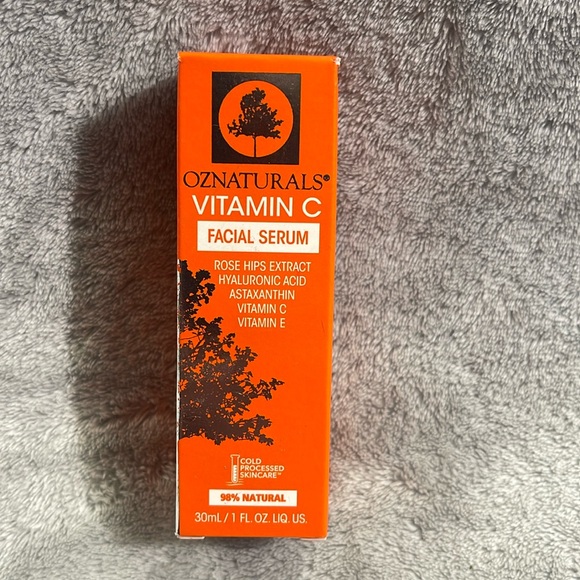 OZNATURALS®
VITAMIN C
FACIAL SERUM
ROSE HIPS EXTRACT
HYALURONIC ACID
ASTAXANTHIN
VITAMIN C
VITAMIN E
COLD
PROCESSED
SKINCARE
98% NATURAL
30mL / 1 FL. OZ. LIQ. US.